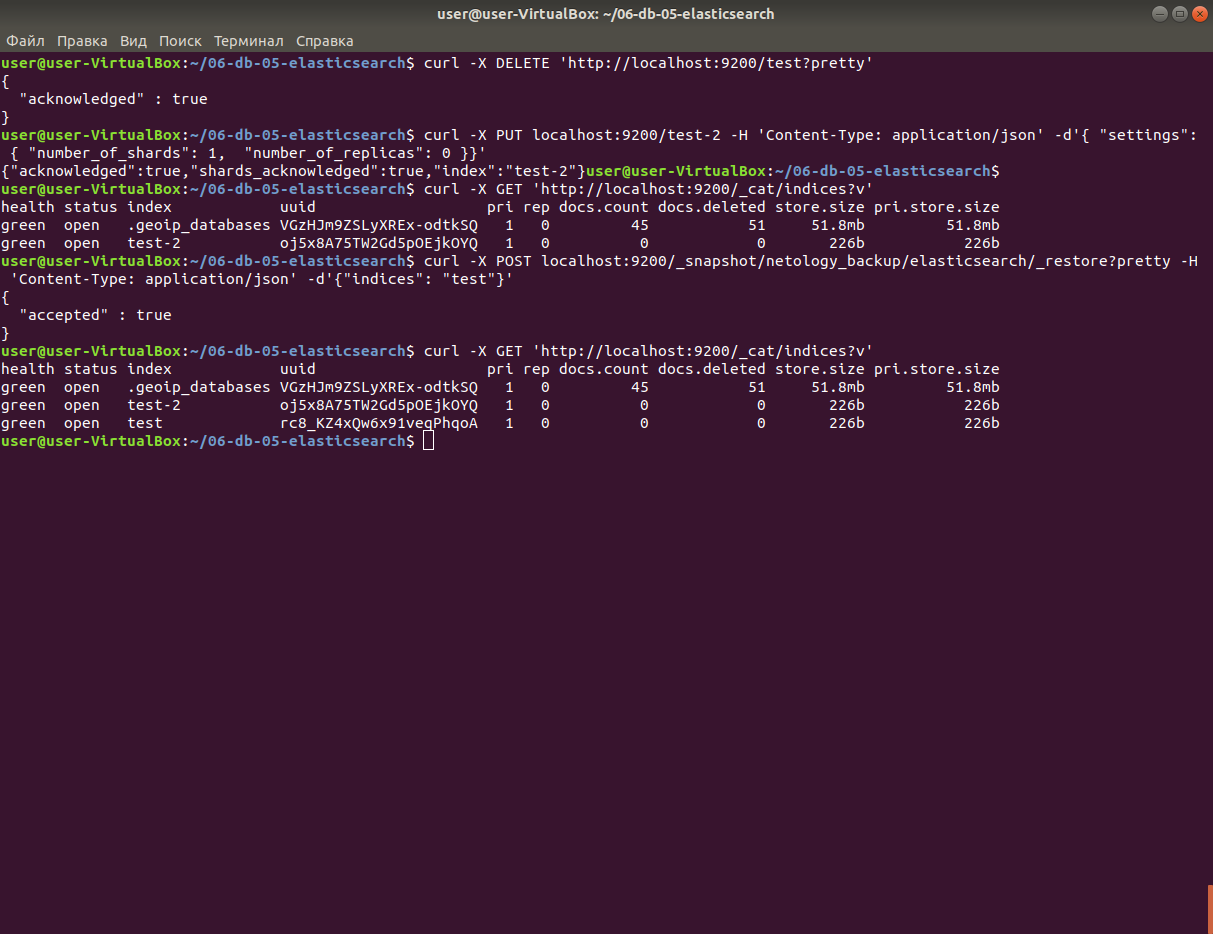 user@user-VirtualBox: ~/06-db-05-elasticsearch
Файл Правка Вид Поиск Терминал Справка
user@user-VirtualBox:~/06-db-05-elasticsearch$ curl -X DELETE 'http://localhost:9200/test?pretty'
{
  "acknowledged" : true
}
user@user-VirtualBox:~/06-db-05-elasticsearch$ curl -X PUT localhost:9200/test-2 -H 'Content-Type: application/json' -d'{ "settings":
 { "number_of_shards": 1,  "number_of_replicas": 0 }}'
{"acknowledged":true,"shards_acknowledged":true,"index":"test-2"}user@user-VirtualBox:~/06-db-05-elasticsearch$
user@user-VirtualBox:~/06-db-05-elasticsearch$ curl -X GET 'http://localhost:9200/_cat/indices?v'
health status index            uuid                   pri rep docs.count docs.deleted store.size pri.store.size
green  open   .geoip_databases VGzHJm9ZSLyXREx-odtkSQ   1   0         45           51     51.8mb         51.8mb
green  open   test-2           oj5x8A75TW2Gd5pOEjkOYQ   1   0          0            0       226b           226b
user@user-VirtualBox:~/06-db-05-elasticsearch$ curl -X POST localhost:9200/_snapshot/netology_backup/elasticsearch/_restore?pretty -H
 'Content-Type: application/json' -d'{"indices": "test"}'
{
  "accepted" : true
}
user@user-VirtualBox:~/06-db-05-elasticsearch$ curl -X GET 'http://localhost:9200/_cat/indices?v'
health status index            uuid                   pri rep docs.count docs.deleted store.size pri.store.size
green  open   .geoip_databases VGzHJm9ZSLyXREx-odtkSQ   1   0         45           51     51.8mb         51.8mb
green  open   test-2           oj5x8A75TW2Gd5pOEjkOYQ   1   0          0            0       226b           226b
green  open   test             rc8_KZ4xQw6x91veqPhqoA   1   0          0            0       226b           226b
user@user-VirtualBox:~/06-db-05-elasticsearch$